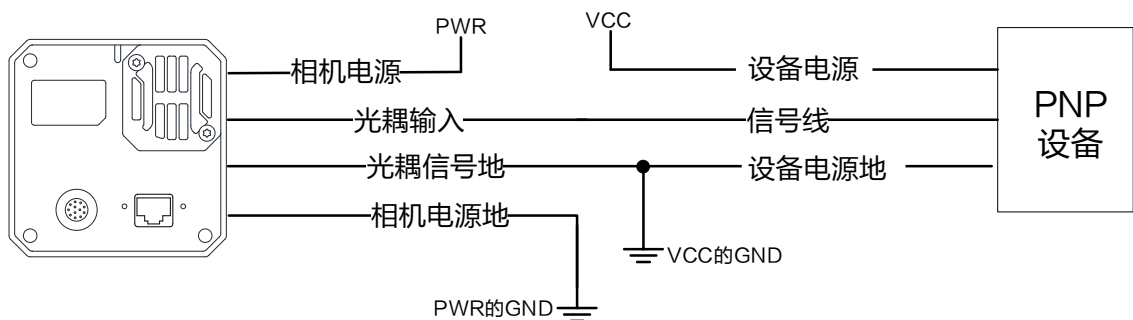 PWR
VCC
相机电源
设备电源
光耦输入
信号线
光耦信号地
设备电源地
相机电源地
PNP
设备
VCC的GND
PWR的GND